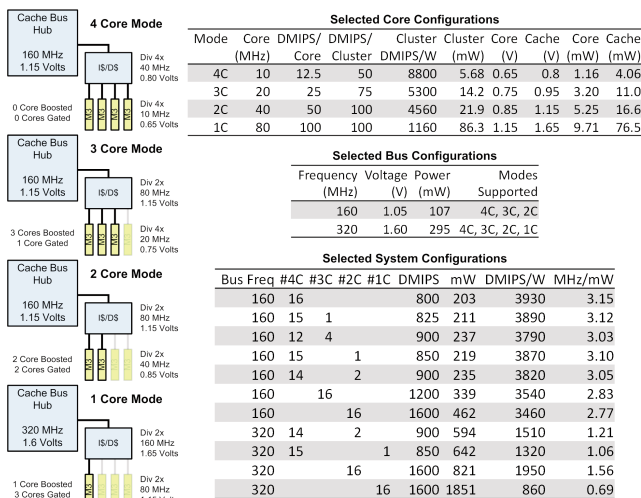 Cache Bus
Hub
160 MHz
1.15 Volts
4 Core Mode
I$/D$
Div 4x
40 MHz
0.80 Volts
0 Core Boosted
0 Cores Gated
M3 M3 M3 M3
Div 4x
10 MHz
0.65 Volts
Cache Bus
Hub
160 MHz
1.15 Volts
3 Core Mode
I$/D$
Div 2x
80 MHz
1.15 Volts
3 Cores Boosted
1 Core Gated
M3 M3 M3 M3
Div 4x
20 MHz
0.75 Volts
Cache Bus
Hub
160 MHz
1.15 Volts
2 Core Mode
I$/D$
Div 2x
80 MHz
1.15 Volts
2 Core Boosted
2 Cores Gated
M3 M3 M3 M3
Div 2x
40 MHz
0.85 Volts
Cache Bus
Hub
320 MHz
1.6 Volts
1 Core Mode
I$/D$
Div 2x
160 MHz
1.65 Volts
1 Core Boosted
3 Cores Gated
M3 M3 M3 M3
Div 2x
80 MHz
Selected Core Configurations
Mode Core DMIPS/ DMIPS/ Cluster Cluster Core Cache Core Cache
(MHz) Core Cluster DMIPS/W (mW) (V) (V) (mW) (mW)
4C 10 12.5 50 8800 5.68 0.65 0.8 1.16 4.06
3C 20 25 75 5300 14.2 0.75 0.95 3.20 11.0
2C 40 50 100 4560 21.9 0.85 1.15 5.25 16.6
1C 80 100 100 1160 86.3 1.15 1.65 9.71 76.5
Selected Bus Configurations
Frequency Voltage Power Modes
(MHz) (V) (mW) Supported
160 1.05 107 4C, 3C, 2C
320 1.60 295 4C, 3C, 2C, 1C
Selected System Configurations
Bus Freq #4C #3C #2C #1C DMIPS mW DMIPS/W MHz/mW
160 16 800 203 3930 3.15
160 15 1 825 211 3890 3.12
160 12 4 900 237 3790 3.03
160 15 1 850 219 3870 3.10
160 14 2 900 235 3820 3.05
160 16 1200 339 3540 2.83
160 16 1600 462 3460 2.77
320 14 2 900 594 1510 1.21
320 15 1 850 642 1320 1.06
320 16 1600 821 1950 1.56
320 16 1600 1851 860 0.69